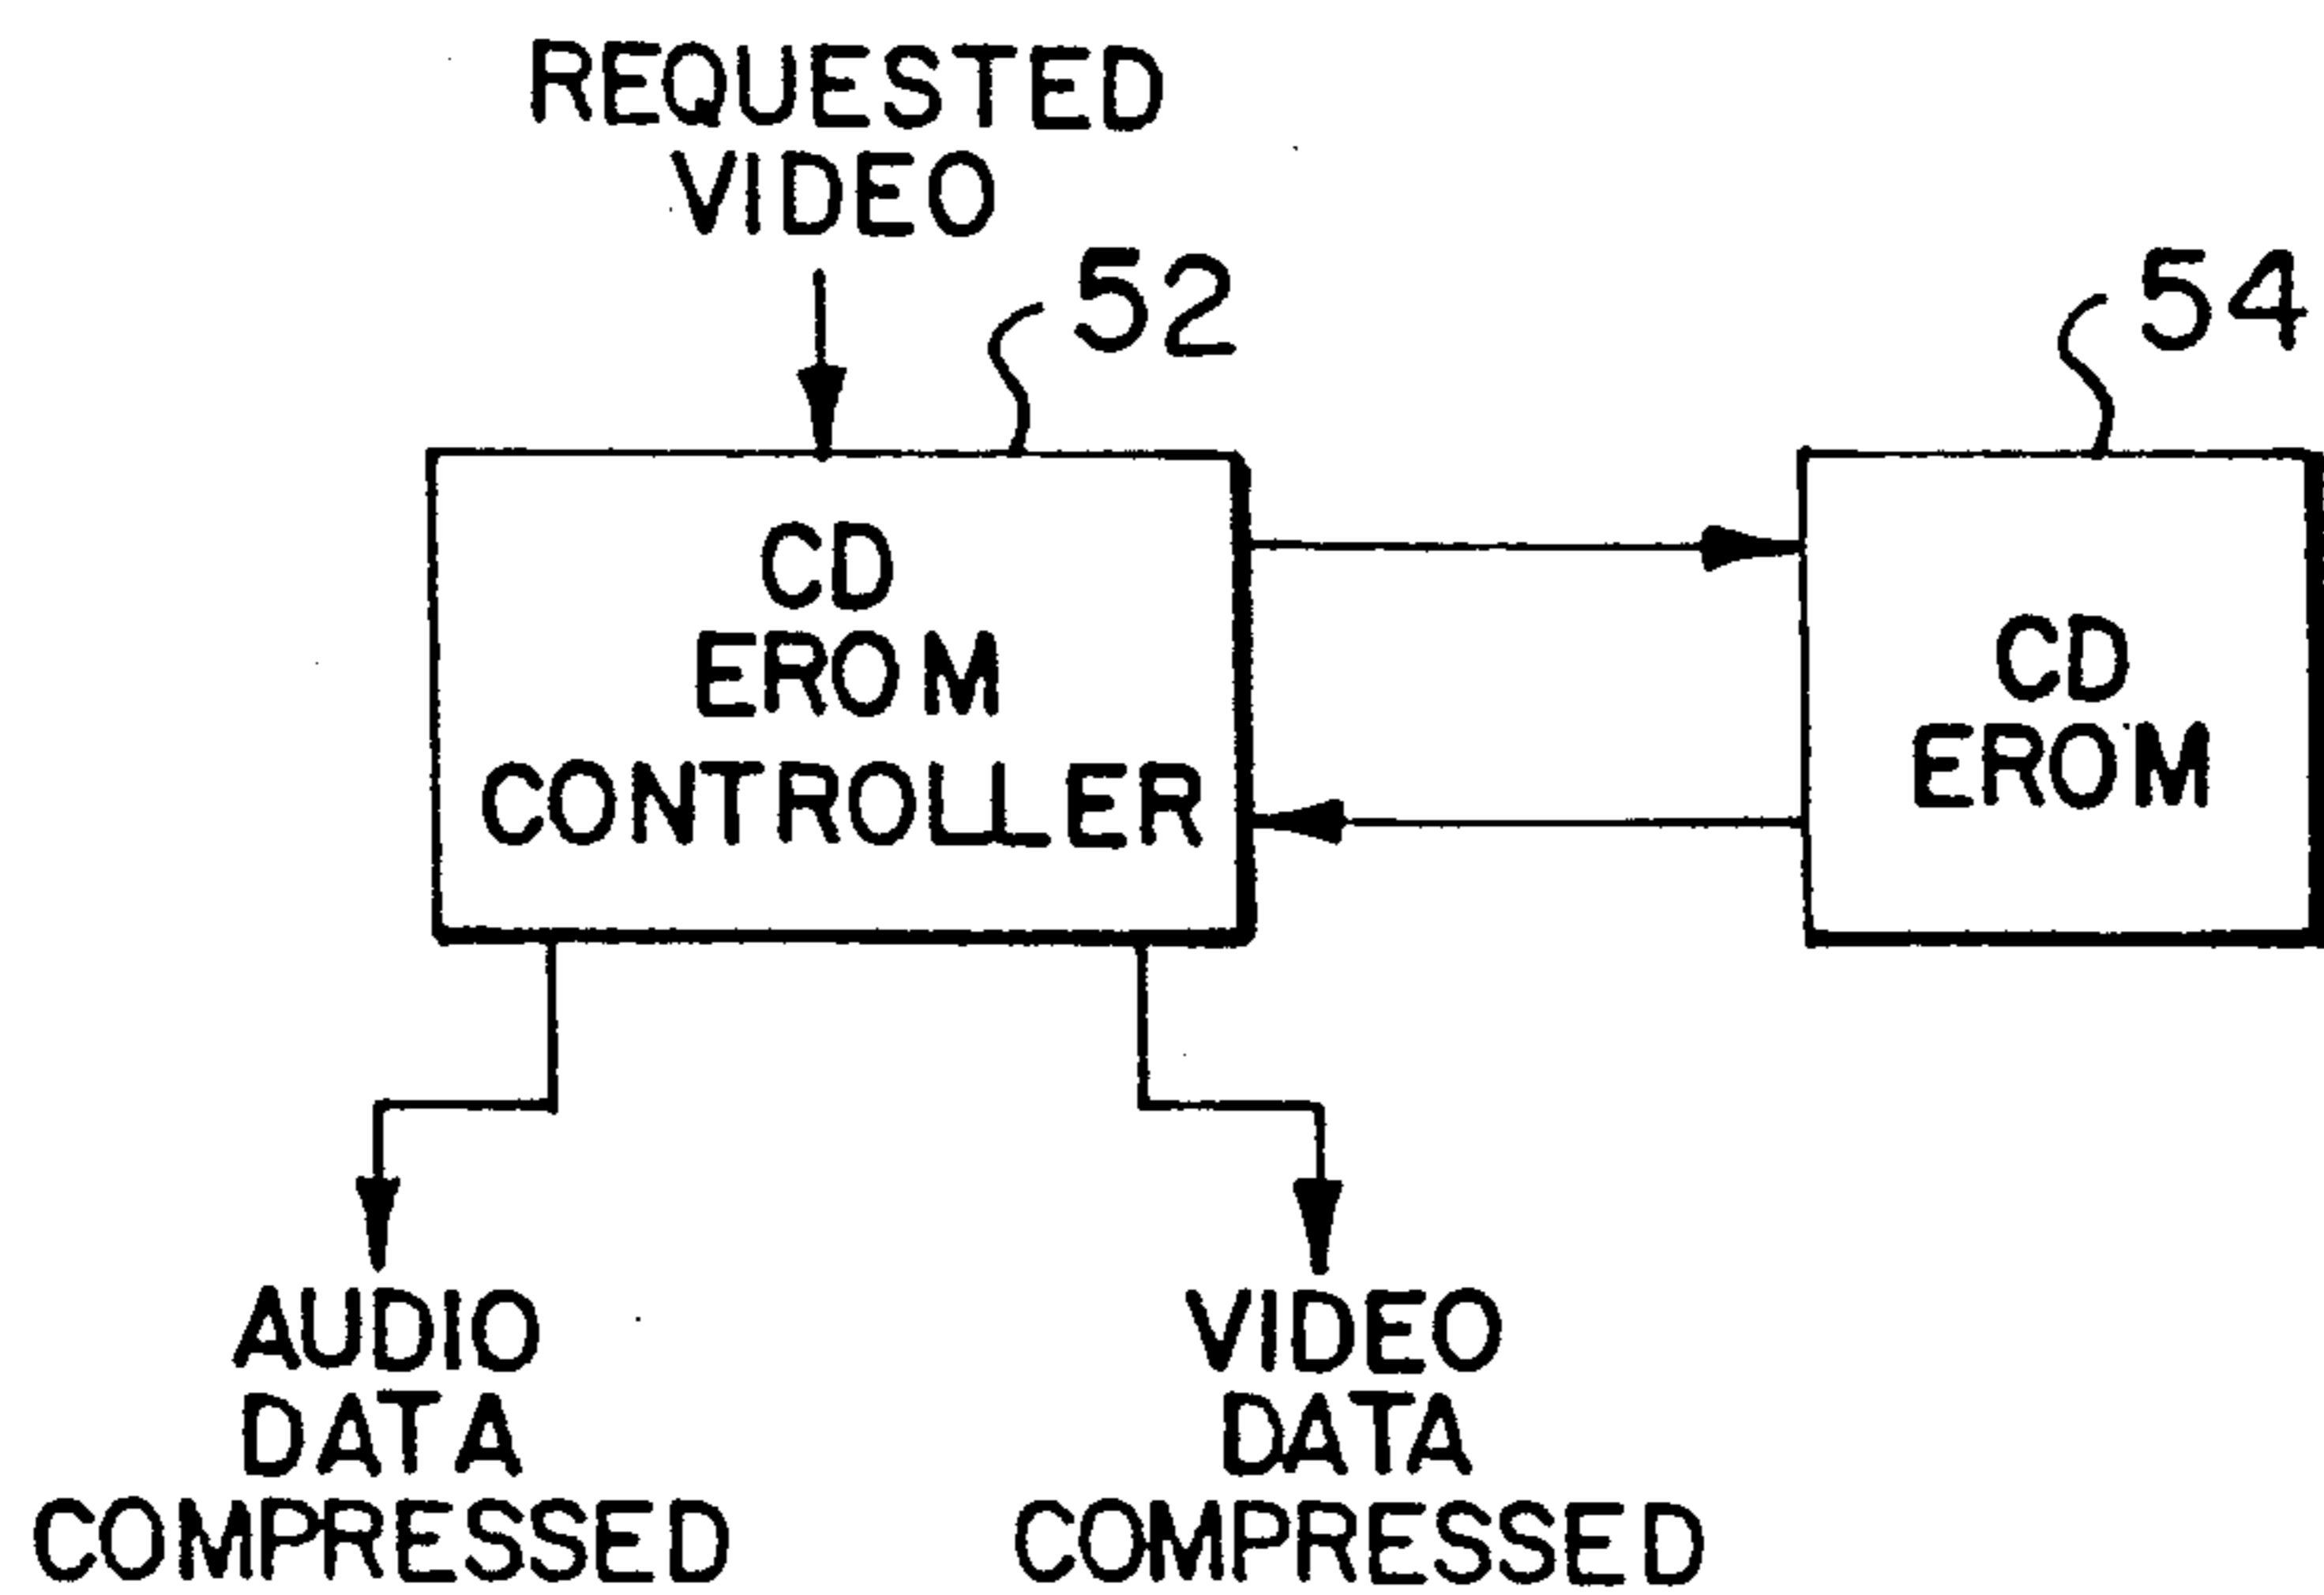 REQUESTED
VIDEO
52
54
CD
EROM
CONTROLLER
CD
EROM
AUDIO
DATA
COMPRESSED
VIDEO
DATA
COMPRESSED